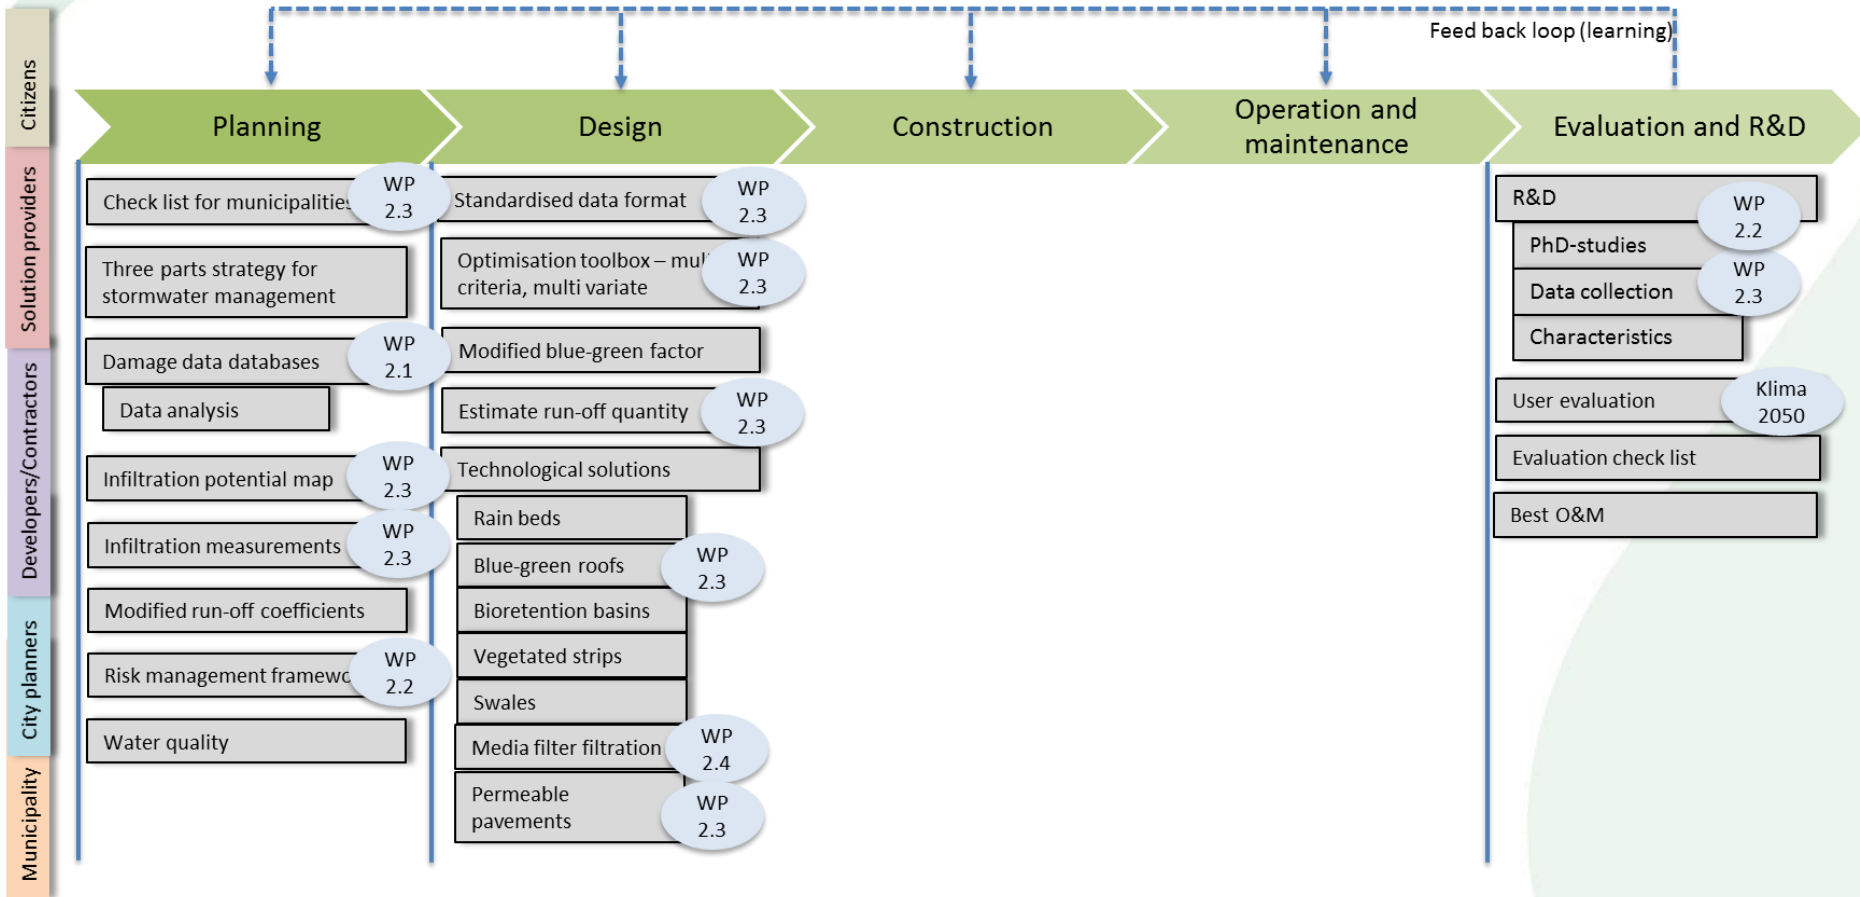 Feed back loop (learning)
Citizens
Solution providers
Developers/Contractors
City planners
Municipality
Planning
Design
Construction
Operation and
maintenance
Evaluation and R&D
Check list for municipalities
WP
2.3
Three parts strategy for
stormwater management
Damage data databases
WP
2.1
Data analysis
Infiltration potential map
WP
2.3
Infiltration measurements
WP
2.3
Modified run-off coefficients
Risk management framewo
WP
2.2
Water quality
Standardised data format
WP
2.3
Optimisation toolbox – mul
criteria, multi variate
WP
2.3
Modified blue-green factor
Estimate run-off quantity
WP
2.3
Technological solutions
Rain beds
Blue-green roofs
WP
2.3
Bioretention basins
Vegetated strips
Swales
Media filter filtration
WP
2.4
Permeable
pavements
WP
2.3
R&D
WP
2.2
PhD-studies
Data collection
WP
2.3
Characteristics
User evaluation
Klima
2050
Evaluation check list
Best O&M